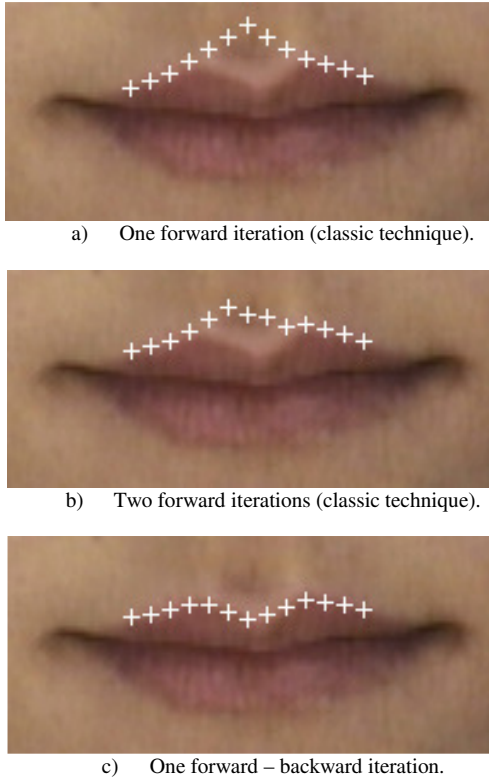 a) One forward iteration (classic technique).
b) Two forward iterations (classic technique).
c) One forward – backward iteration.